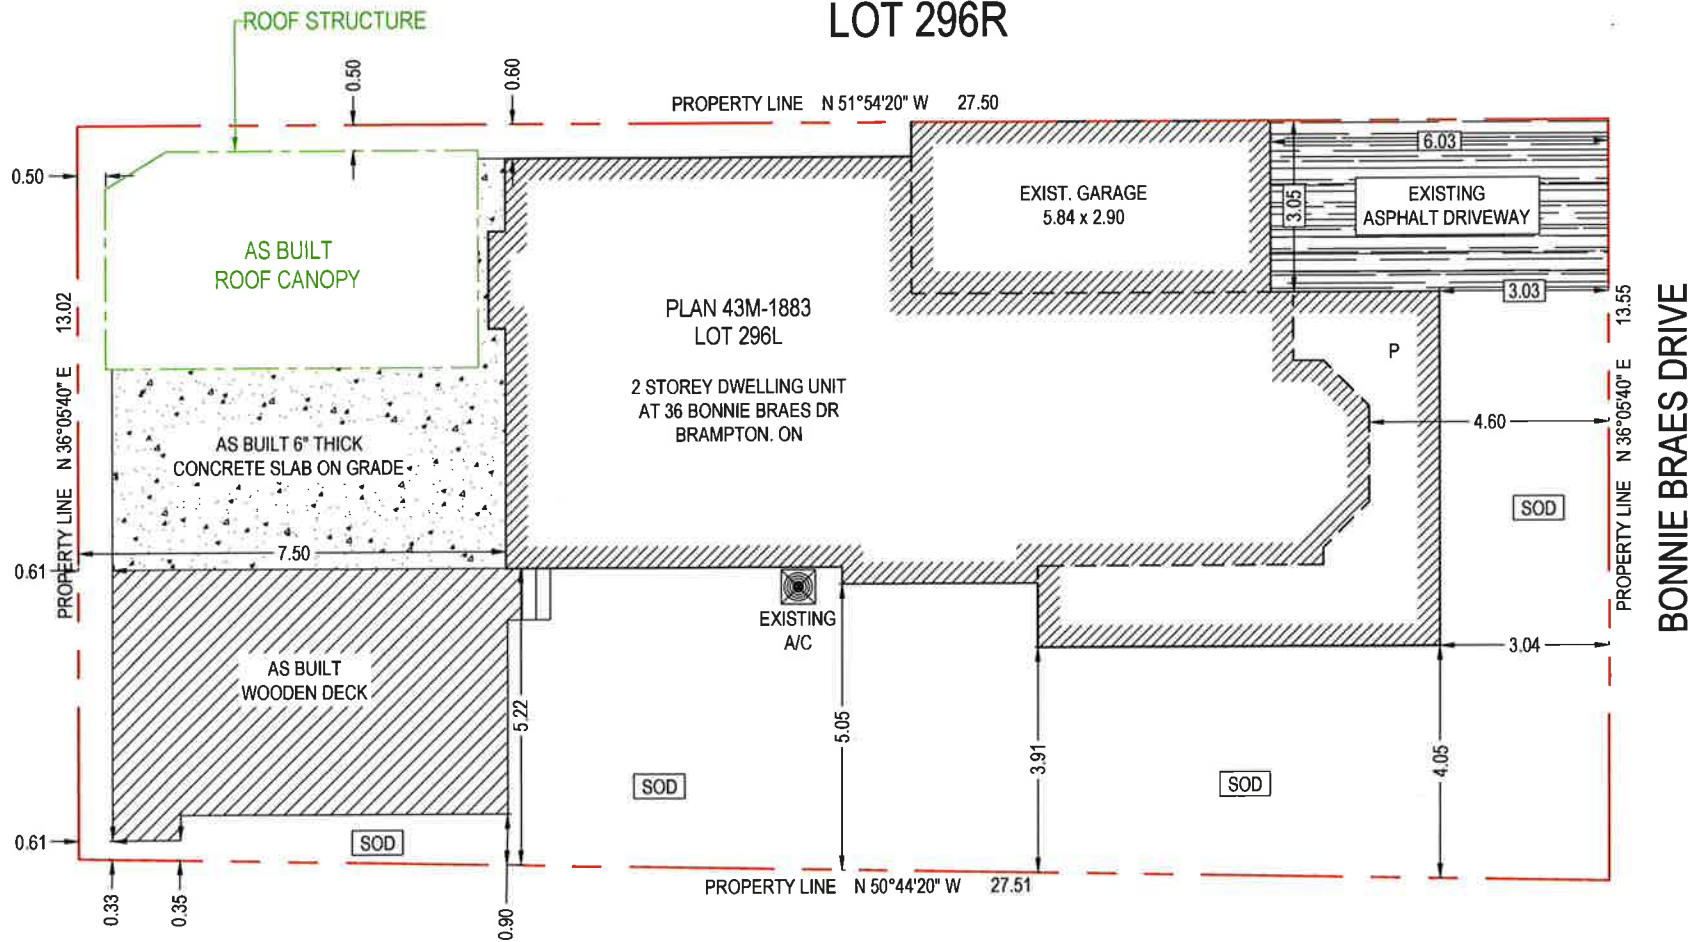 LOT 296R
ROOF STRUCTURE
0.50
0.60
PROPERTY LINE N 51°54'20" W 27.50
0.50
6.03
EXIST. GARAGE
5.84 x 2.90
3.05
EXISTING
ASPHALT DRIVEWAY
AS BUILT
ROOF CANOPY
3.03
PLAN 43M-1883
LOT 296L
2 STOREY DWELLING UNIT
AT 36 BONNIE BRAES DR
BRAMPTON. ON
P
4.60
PROPERTY LINE N 36°05'40" E 13.02
PROPERTY LINE N 36°05'40" E 13.55
BONNIE BRAES DRIVE
AS BUILT 6" THICK
CONCRETE SLAB ON GRADE
SOD
7.50
0.61
EXISTING
A/C
3.04
AS BUILT
WOODEN DECK
5.22
5.05
3.91
4.05
SOD
SOD
0.61
SOD
PROPERTY LINE N 50°44'20" W 27.51
0.33
0.35
0.90